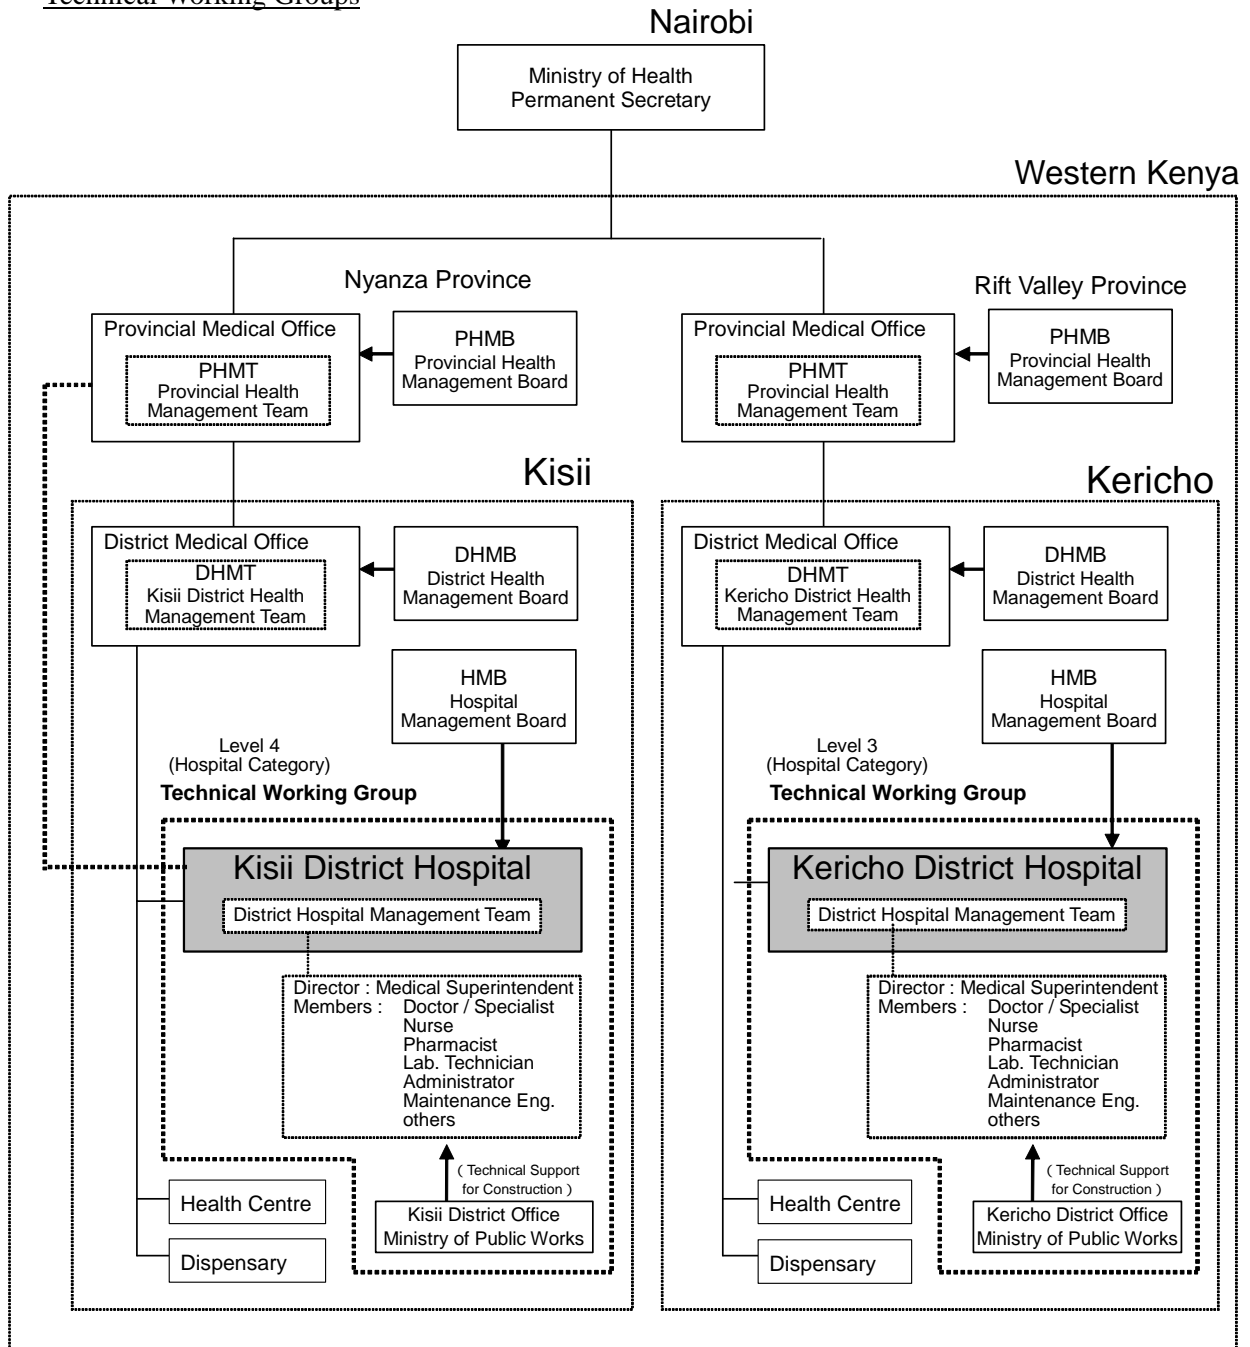 Technical Working Groups
Nairobi
Ministry of Health
Permanent Secretary
Western Kenya
Nyanza Province
Rift Valley Province
Provincial Medical Office
PHMT
Provincial Health
Management Team
PHMB
Provincial Health
Management Board
Provincial Medical Office
PHMT
Provincial Health
Management Team
PHMB
Provincial Health
Management Board
Kisii
District Medical Office
DHMT
Kisii District Health
Management Team
DHMB
District Health
Management Board
HMB
Hospital
Management Board
Level 4
(Hospital Category)
Technical Working Group
Kisii District Hospital
District Hospital Management Team
Director : Medical Superintendent
Members : Doctor / Specialist
Nurse
Pharmacist
Lab. Technician
Administrator
Maintenance Eng.
others
( Technical Support
for Construction )
Kisii District Office
Ministry of Public Works
Health Centre
Dispensary
Kericho
District Medical Office
DHMT
Kericho District Health
Management Team
DHMB
District Health
Management Board
HMB
Hospital
Management Board
Level 3
(Hospital Category)
Technical Working Group
Kericho District Hospital
District Hospital Management Team
Director : Medical Superintendent
Members : Doctor / Specialist
Nurse
Pharmacist
Lab. Technician
Administrator
Maintenance Eng.
others
( Technical Support
for Construction )
Kericho District Office
Ministry of Public Works
Health Centre
Dispensary